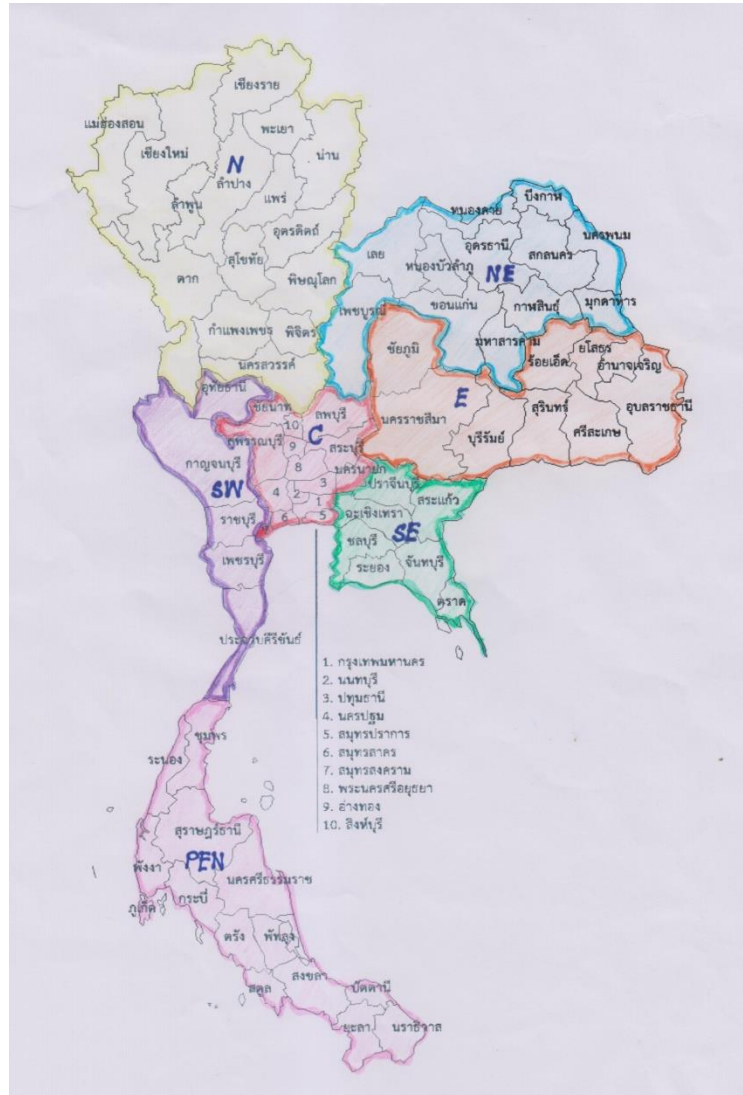 เชียงราย
แม่ฮ่องสอน
พะเยา
เชียงใหม่
น่าน
N
ลำปาง
ลำพูน
แพร่
อุตรดิตถ์
สุโขทัย
ตาก
พิษณุโลก
กำแพงเพชร
พิจิตร
นครสวรรค์
บึงกาฬ
หนองคาย
นครพนม
เลย
อุดรธานี
สกลนคร
หนองบัวลำภู
NE
เพชบูรณ์
ขอนแก่น
กาฬสินธุ์
มุกดาหาร
มหาสารคาม
ชัยภูมิ
ร้อยเอ็ด
ยโสธร
อำนาจเจริญ
E
นครราชสีมา
สุรินทร์
อุบลราชธานี
บุรีรัมย์
ศรีสะเกษ
อุทัยธานี
ชัยนาท
ลพบุรี
10
C
สุพรรณบุรี
9
สระบุรี
8
นครนายก
3
4
2
1
6
5
กาญจนบุรี
SW
ราชบุรี
เพชรบุรี
ประจวบคีรีขันธ์
ปราจีนบุรี
สระแก้ว
ฉะเชิงเทรา
SE
ชลบุรี
ระยอง
จันทบุรี
ตราด
1. กรุงเทพมหานคร
2. นนทบุรี
3. ปทุมธานี
4. นครปฐม
5. สมุทรปราการ
6. สมุทรสาคร
7. สมุทรสงคราม
8. พระนครศรีอยุธยา
9. อ่างทอง
10. สิงห์บุรี
ชุมพร
ระนอง
สุราษฎร์ธานี
พังงา
PEN
นครศรีธรรมราช
ภูเก็ต
กระบี่
ตรัง
พัทลุง
สตูล
สงขลา
ปัตตานี
ยะลา
นราธิวาส